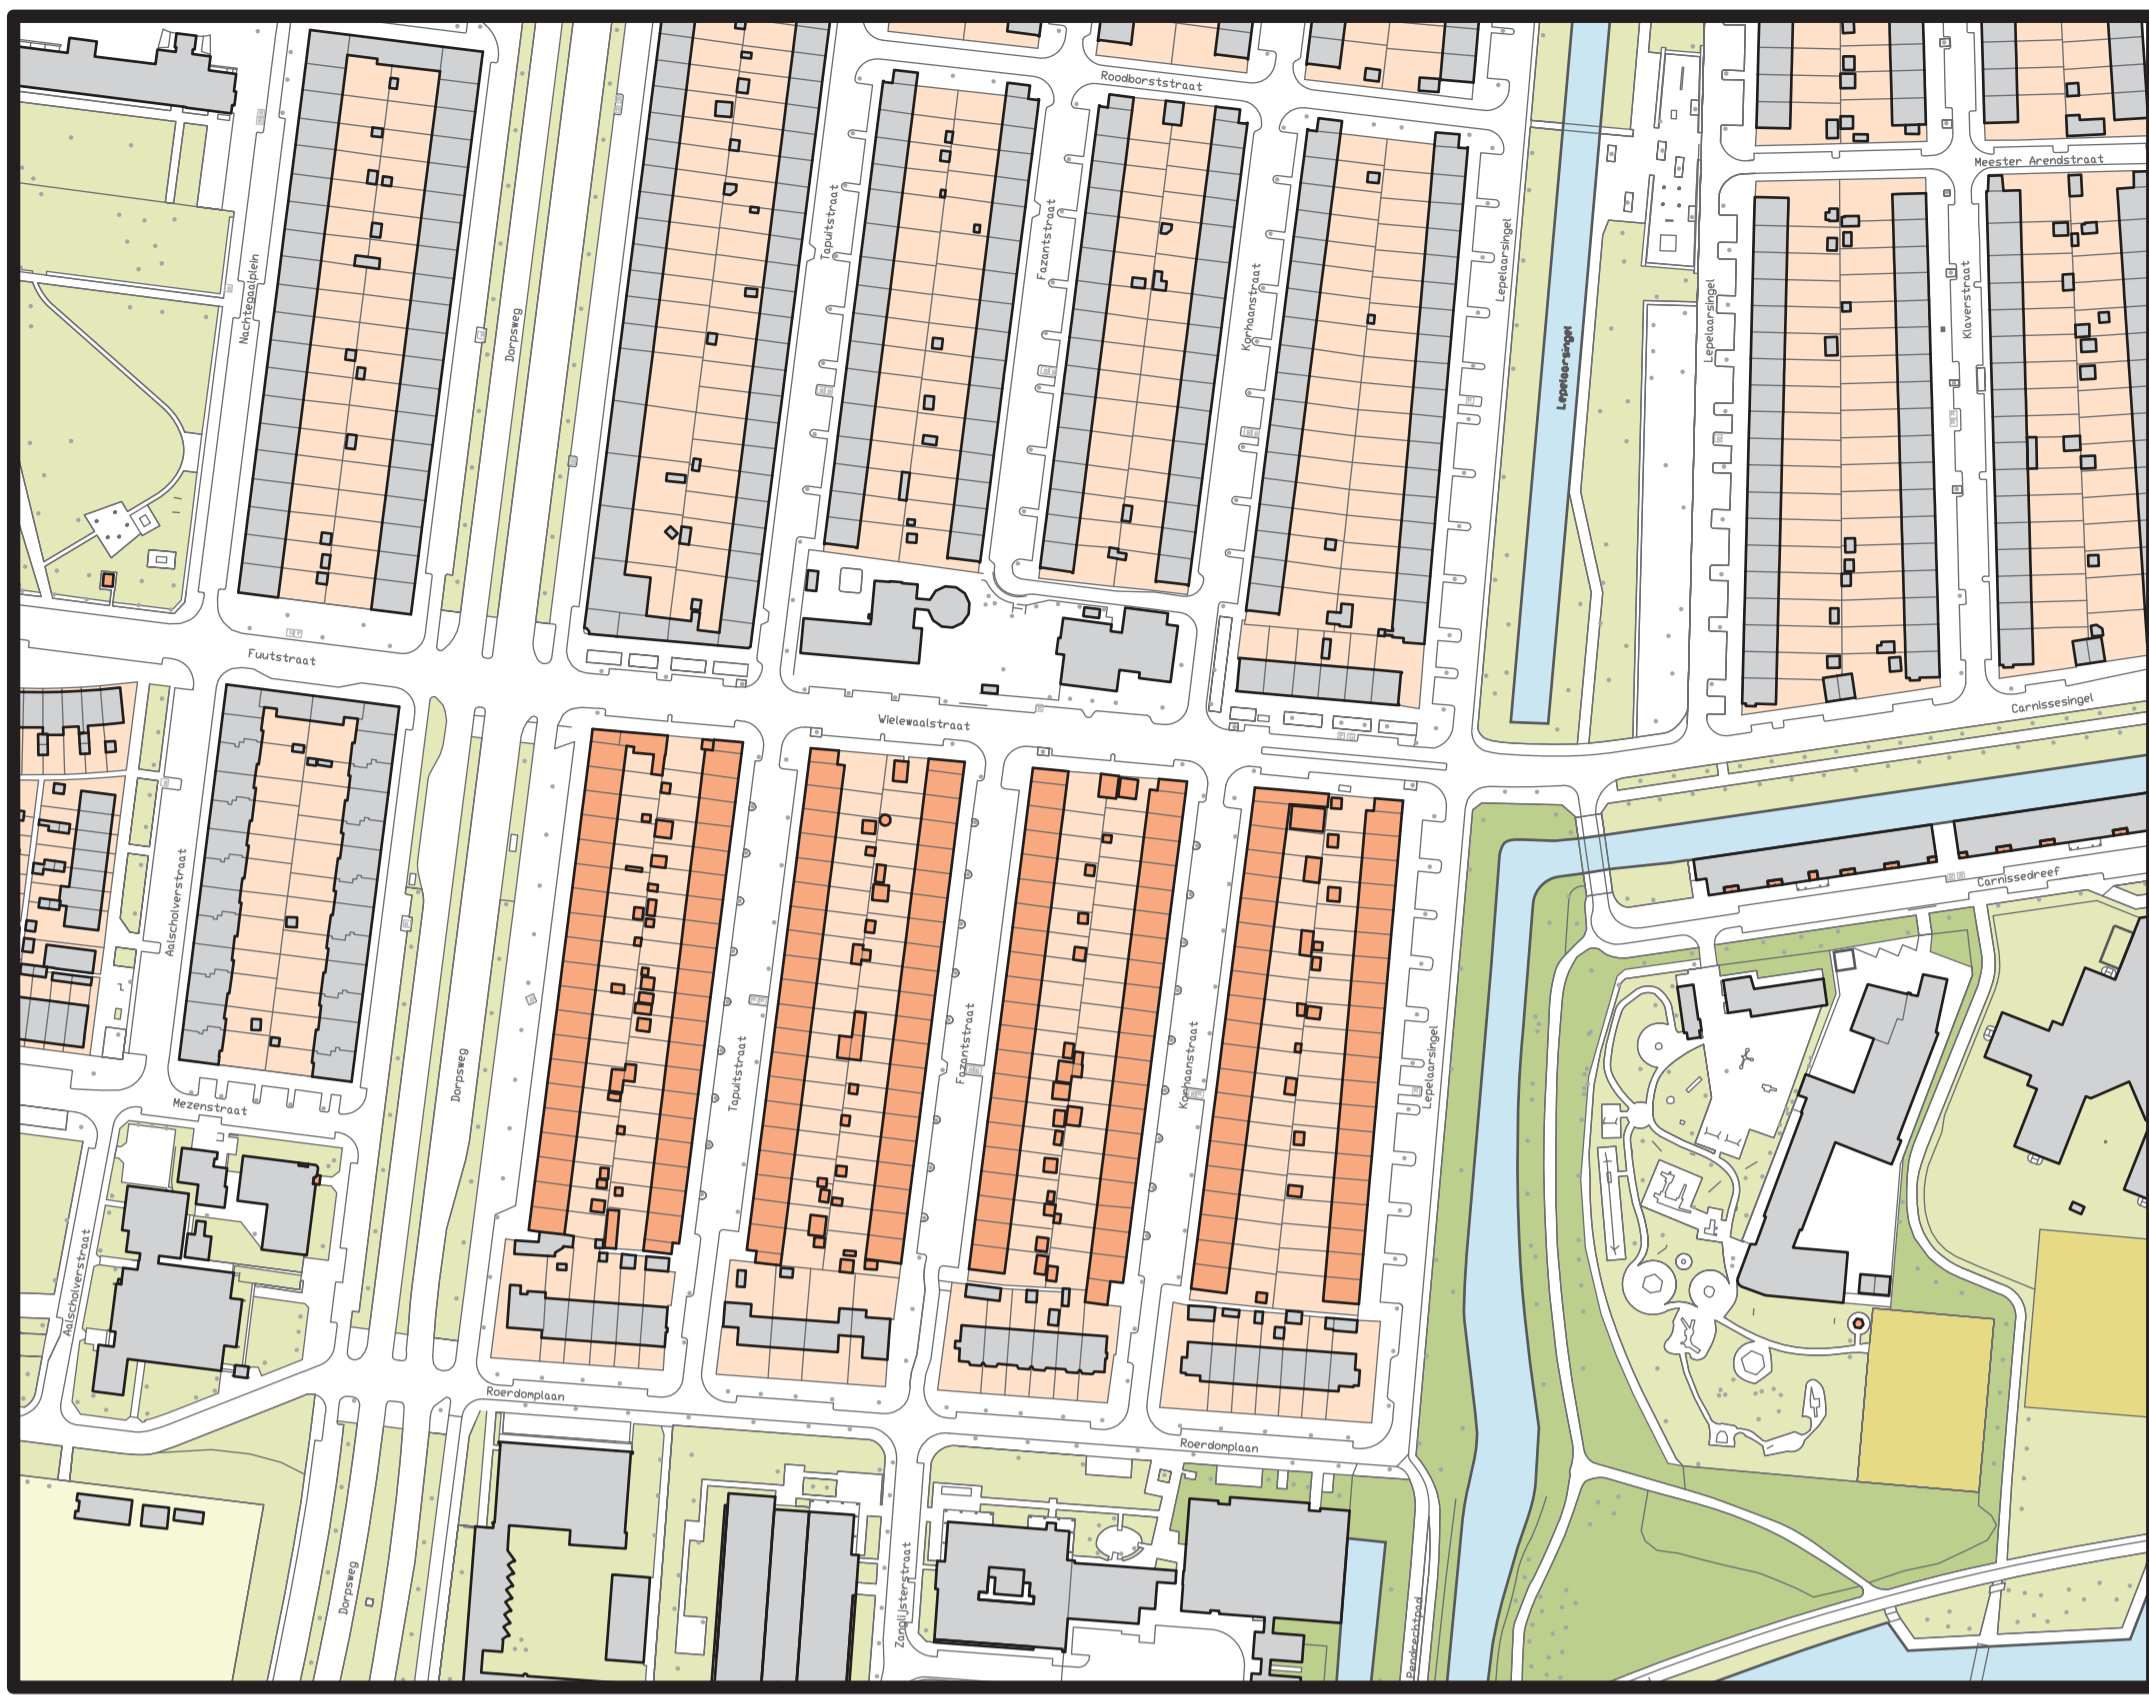 Roodborststraat
Meester Arendstraat
Nachtegaalplein
Dorpsweg
Tapuitstraat
Fazantstraat
Korhaanstraat
Lepelaarsingel
Lepelaarsingel
Lepelaarsingel
Klaverstraat
Fuutstraat
Wielewaalstraat
Carnissesingel
Carnissedreef
Aalscholverstraat
Dorpsweg
Tapuitstraat
Fazantstraat
Korhaanstraat
Lepelaarsingel
Mezenstraat
Aalscholverstraat
Roerdomplaan
Roerdomplaan
Dorpsweg
Zanglijsterstraat
Pendrechtpad